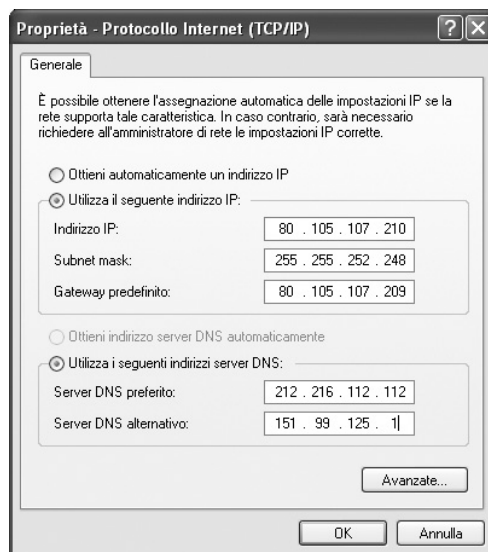 Proprietà - Protocollo Internet (TCP/IP)
Generale
È possibile ottenere l'assegnazione automatica delle impostazioni IP se la
rete supporta tale caratteristica. In caso contrario, sarà necessario
richiedere all'amministratore di rete le impostazioni IP corrette.
Ottieni automaticamente un indirizzo IP
Utilizza il seguente indirizzo IP:
Indirizzo IP: 80 . 105 . 107 . 210
Subnet mask: 255 . 255 . 252 . 248
Gateway predefinito: 80 . 105 . 107 . 209
Ottieni indirizzo server DNS automaticamente
Utilizza i seguenti indirizzi server DNS:
Server DNS preferito: 212 . 216 . 112 . 112
Server DNS alternativo: 151 . 99 . 125 . 1
Avanzate...
OK Annulla